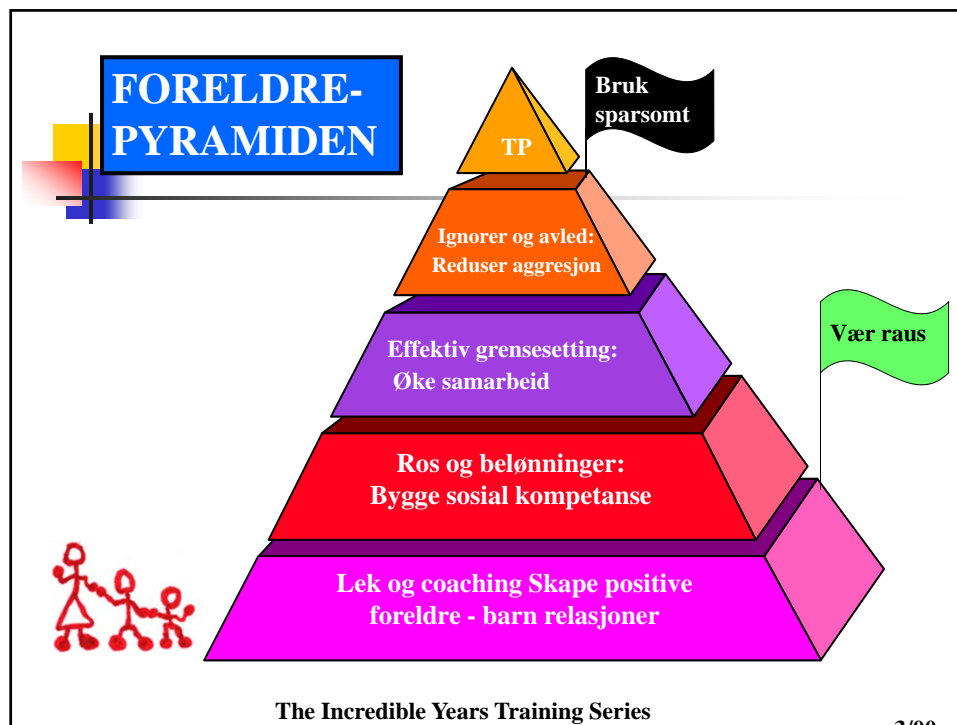 FORELDRE-
PYRAMIDEN
Bruk
sparsomt
TP
Ignorer og avled:
Reduser aggresjon
Vær raus
Effektiv grensesetting:
Øke samarbeid
Ros og belønninger:
Bygge sosial kompetanse
Lek og coaching Skape positive
foreldre - barn relasjoner
The Incredible Years Training Series